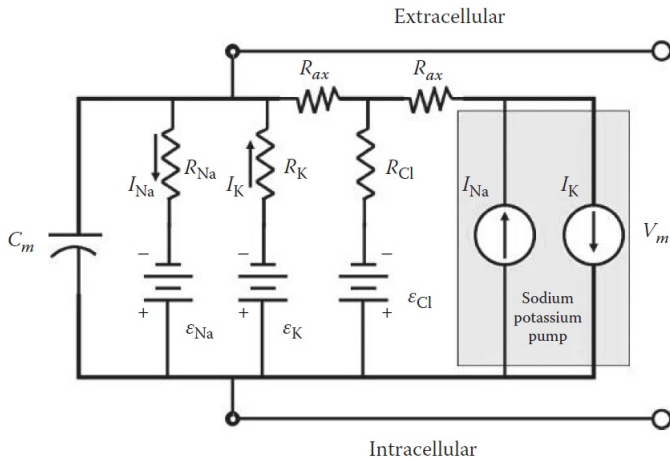 Extracellular
R_ax R_ax
I_Na R_Na I_K R_K R_Cl I_Na I_K
C_m V_m
− − −
+ + +
ε_Na ε_K ε_Cl
Sodium
potassium
pump
Intracellular